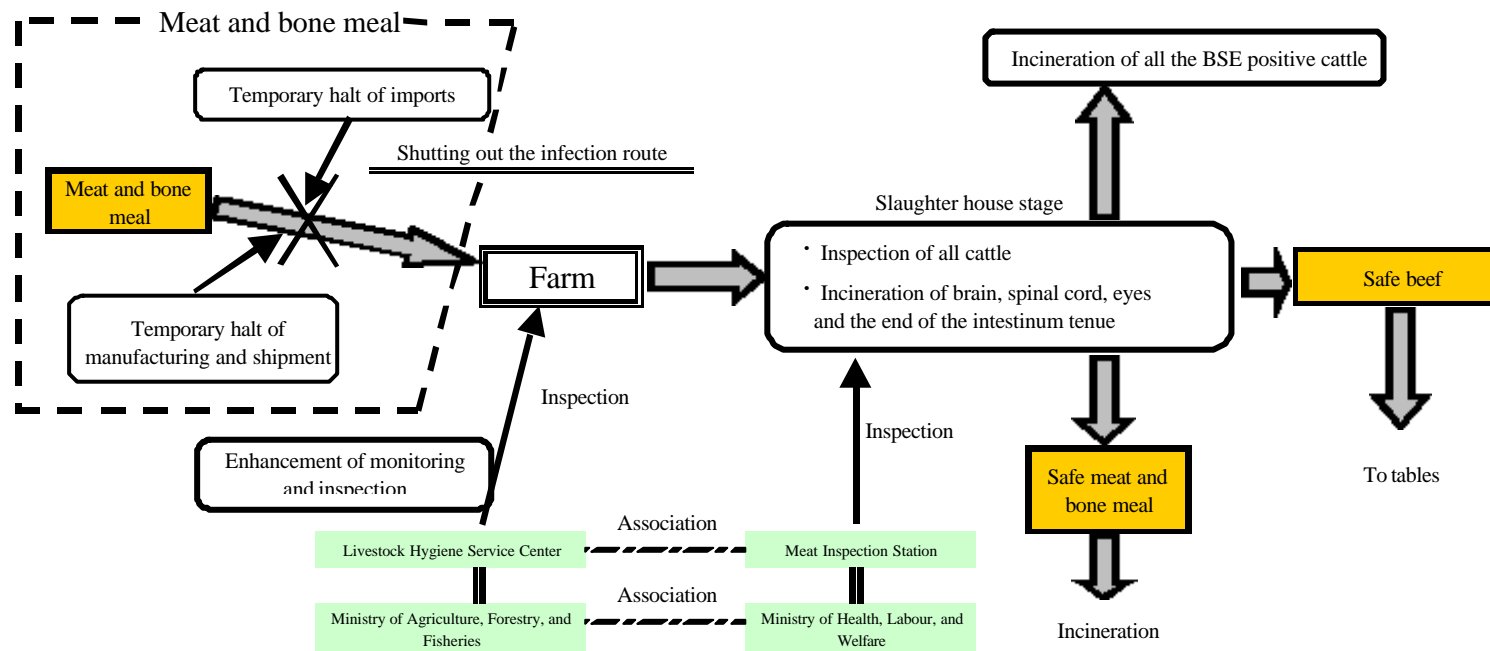 Meat and bone meal
Temporary halt of imports
Shutting out the infection route
Meat and bone
meal
Temporary halt of
manufacturing and shipment
Farm
Inspection
Enhancement of monitoring
and inspection
Incineration of all the BSE positive cattle
Slaughter house stage
・Inspection of all cattle
・Incineration of brain, spinal cord, eyes
and the end of the intestinum tenue
Safe beef
To tables
Inspection
Safe meat and
bone meal
Incineration
Livestock Hygiene Service Center
Association
Meat Inspection Station
Ministry of Agriculture, Forestry, and
Fisheries
Association
Ministry of Health, Labour, and
Welfare